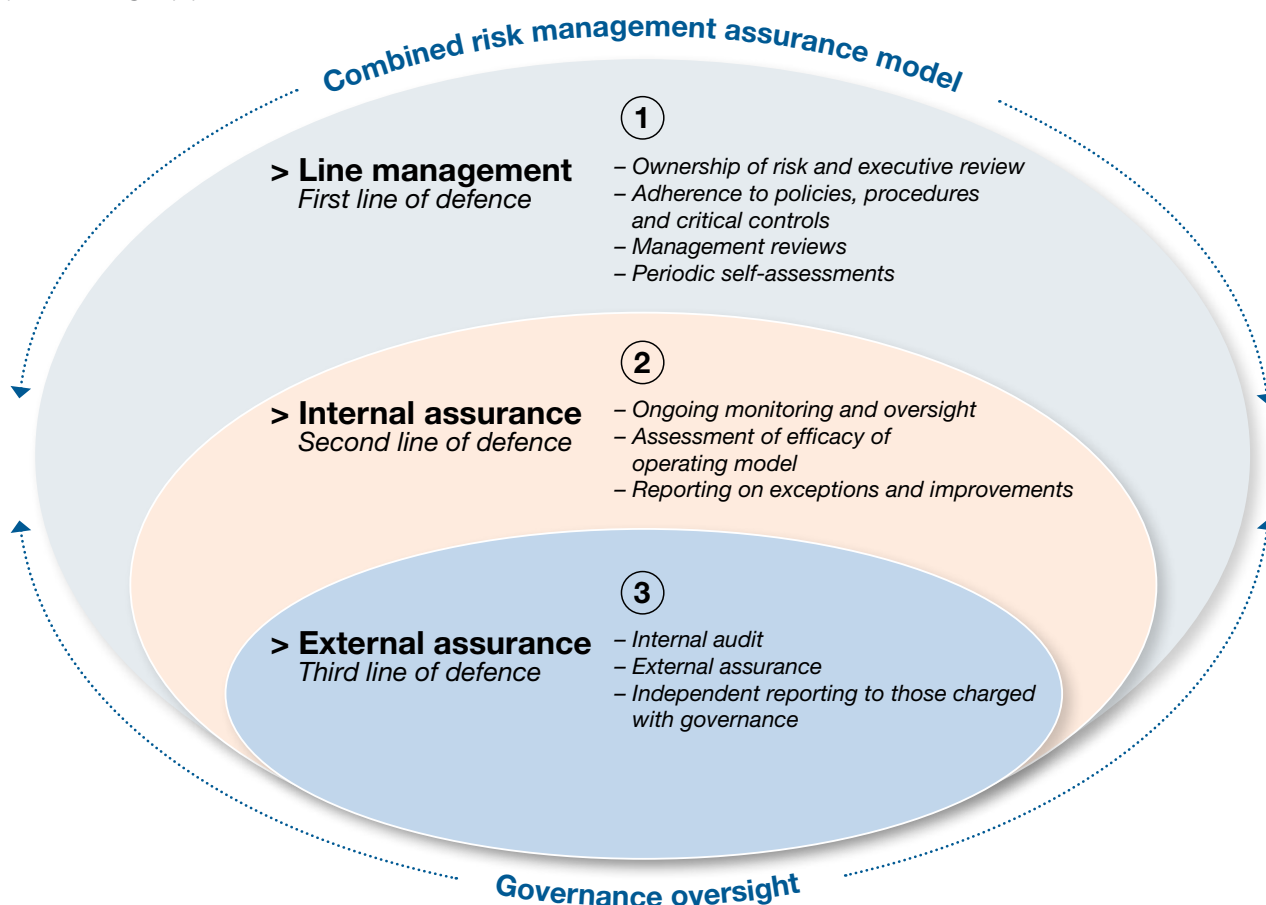 Combined risk management assurance model
1
> Line management
First line of defence
– Ownership of risk and executive review
– Adherence to policies, procedures
and critical controls
– Management reviews
– Periodic self-assessments
2
> Internal assurance
Second line of defence
– Ongoing monitoring and oversight
– Assessment of efficacy of
operating model
– Reporting on exceptions and improvements
3
> External assurance
Third line of defence
– Internal audit
– External assurance
– Independent reporting to those charged
with governance
Governance oversight